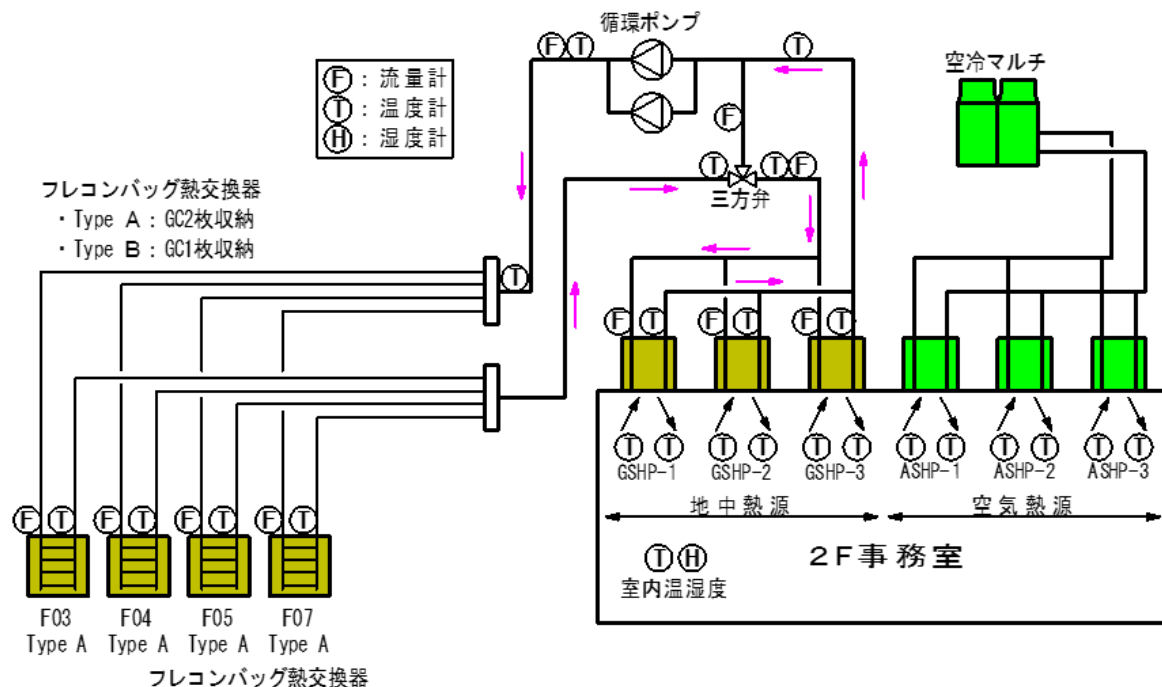 循環ポンプ
Ⓕ Ⓣ
Ⓣ
空冷マルチ
Ⓕ : 流量計
Ⓣ : 温度計
Ⓗ : 湿度計
Ⓕ
Ⓣ Ⓣ Ⓕ
三方弁
フレコンバッグ熱交換器
・Type A : GC2枚収納
・Type B : GC1枚収納
Ⓣ
Ⓕ Ⓣ Ⓕ Ⓣ Ⓕ Ⓣ
Ⓣ Ⓣ Ⓣ Ⓣ Ⓣ Ⓣ Ⓣ Ⓣ Ⓣ Ⓣ Ⓣ Ⓣ
GSHP-1 GSHP-2 GSHP-3 ASHP-1 ASHP-2 ASHP-3
地中熱源 空気熱源
2F事務室
Ⓣ Ⓗ
室内温湿度
Ⓕ Ⓣ Ⓕ Ⓣ Ⓕ Ⓣ Ⓕ Ⓣ
F03 F04 F05 F07
Type A Type A Type A Type A
フレコンバッグ熱交換器